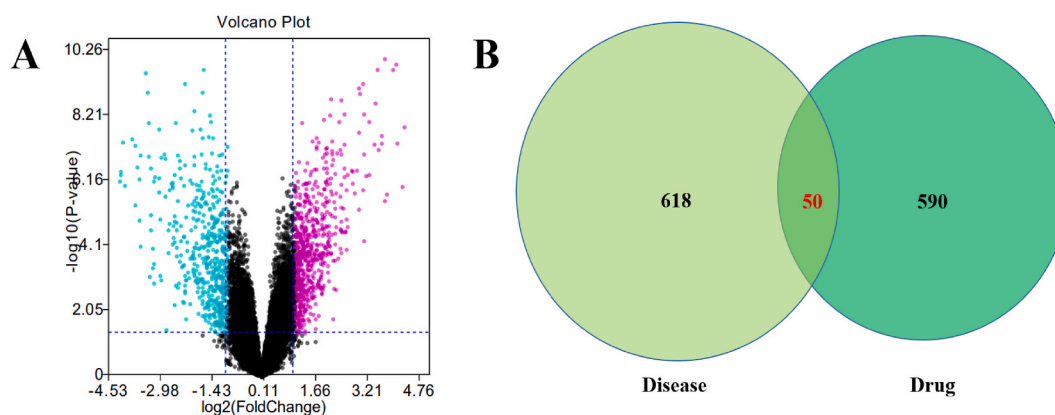 A
Volcano Plot
10.26
8.21
6.16
4.1
2.05
0
-log10(P-value)
-4.53 -2.98 -1.43 0.11 1.66 3.21 4.76
log2(FoldChange)
B
618
50
590
Disease
Drug